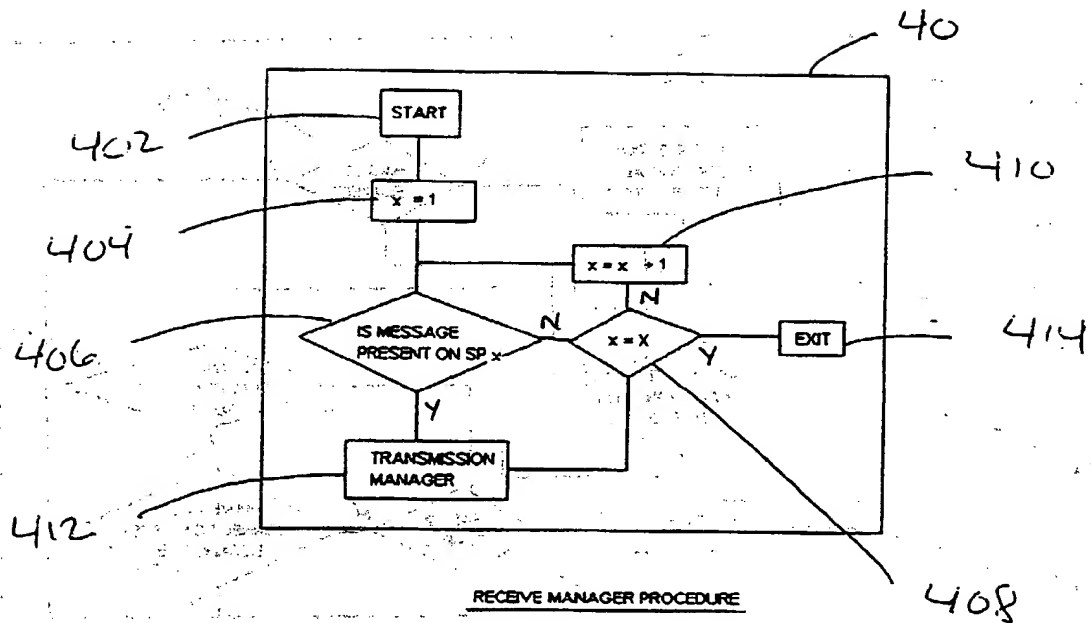 40
START
402
x = 1
404
410
x = x + 1
N
IS MESSAGE
PRESENT ON SP x
N
x = X
Y
EXIT
414
406
Y
TRANSMISSION
MANAGER
412
408
RECEIVE MANAGER PROCEDURE